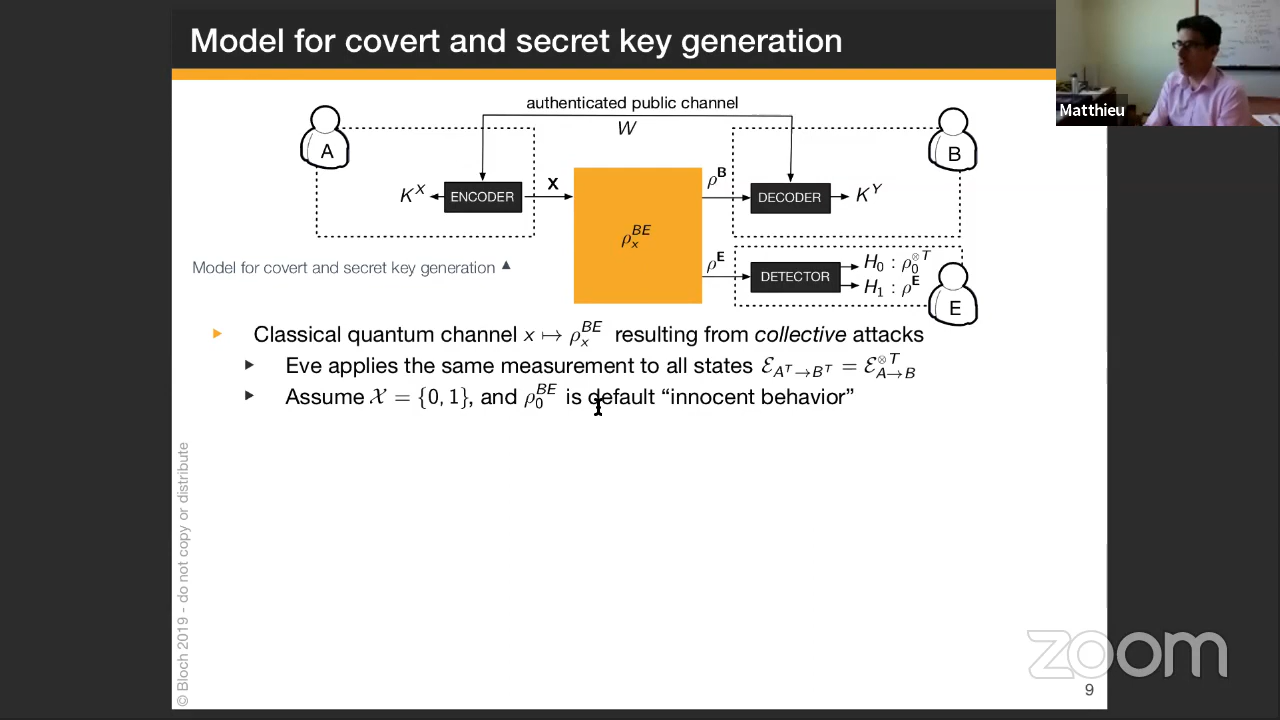 Model for covert and secret key generation
Matthieu
authenticated public channel
W
A
B
K^X
ENCODER
X
ρ^B
DECODER
K^Y
ρ_x^{BE}
ρ^E
DETECTOR
H_0 : ρ_0^{⊗T}
H_1 : ρ^E
E
Model for covert and secret key generation ▲
Classical quantum channel x ↦ ρ_x^{BE} resulting from collective attacks
Eve applies the same measurement to all states ℰ_{A^T→B^T} = ℰ_{A→B}^{⊗T}
Assume 𝒳 = {0, 1}, and ρ_0^{BE} is default “innocent behavior”
© Bloch 2019 - do not copy or distribute
zoom
9